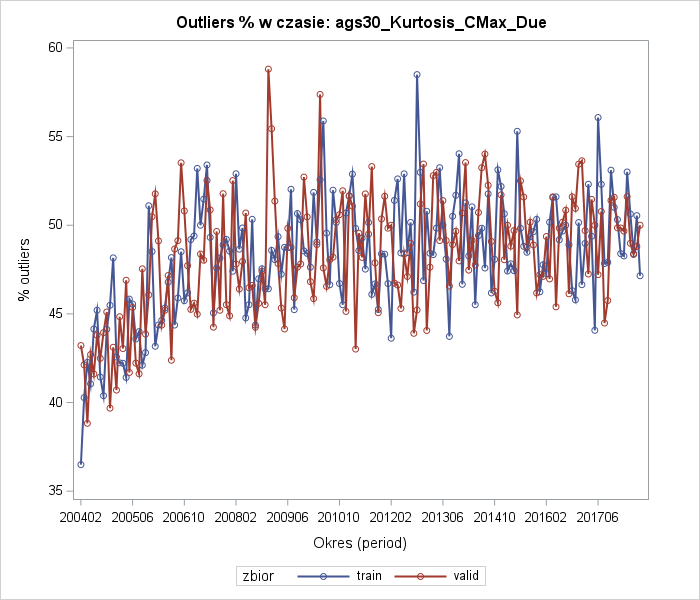 Outliers % w czasie: ags30_Kurtosis_CMax_Due
60
55
50
45
40
35
% outliers
200402 200506 200610 200802 200906 201010 201202 201306 201410 201602 201706
Okres (period)
zbior train valid